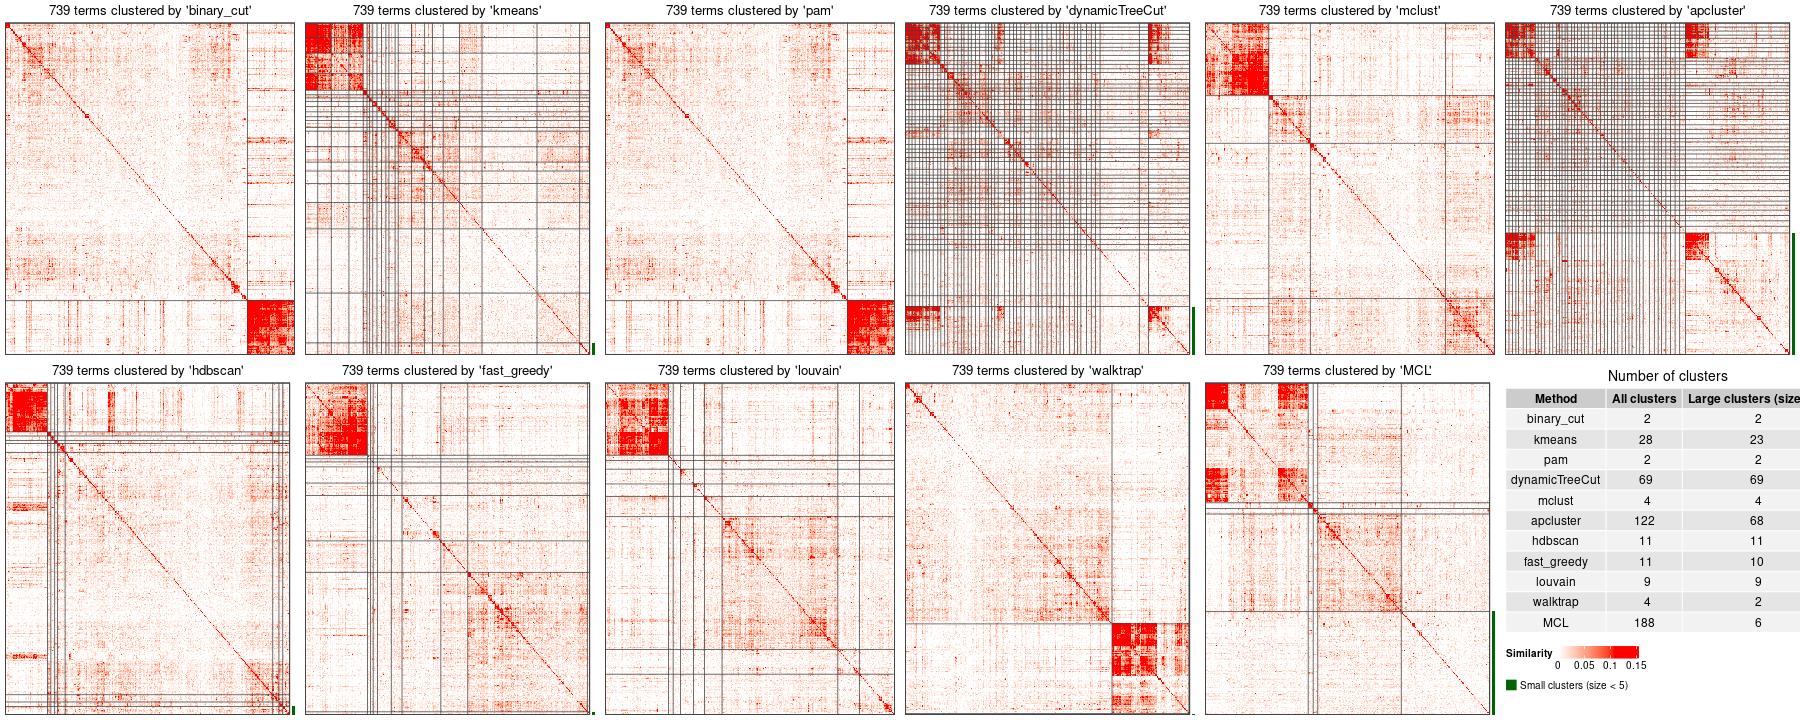 739 terms clustered by 'binary_cut'
739 terms clustered by 'kmeans'
739 terms clustered by 'pam'
739 terms clustered by 'dynamicTreeCut'
739 terms clustered by 'mclust'
739 terms clustered by 'apcluster'
739 terms clustered by 'hdbscan'
739 terms clustered by 'fast_greedy'
739 terms clustered by 'louvain'
739 terms clustered by 'walktrap'
739 terms clustered by 'MCL'
Number of clusters
Method All clusters Large clusters (size
binary_cut 2 2
kmeans 28 23
pam 2 2
dynamicTreeCut 69 69
mclust 4 4
apcluster 122 68
hdbscan 11 11
fast_greedy 11 10
louvain 9 9
walktrap 4 2
MCL 188 6
Similarity
0 0.05 0.1 0.15
Small clusters (size < 5)